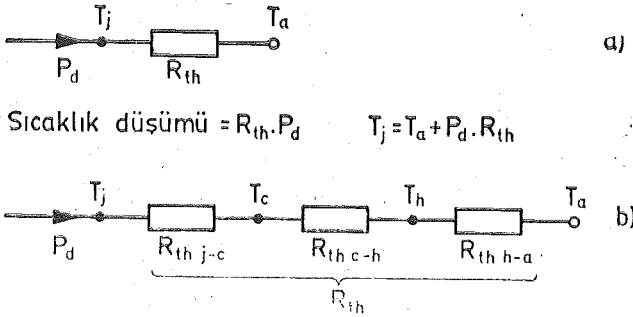 Tj Ta
Pd Rth a)
Sıcaklık düşümü = Rth.Pd Tj = Ta + Pd.Rth
Tj Tc Th Ta b)
Pd Rth j-c Rth c-h Rth h-a
Rth